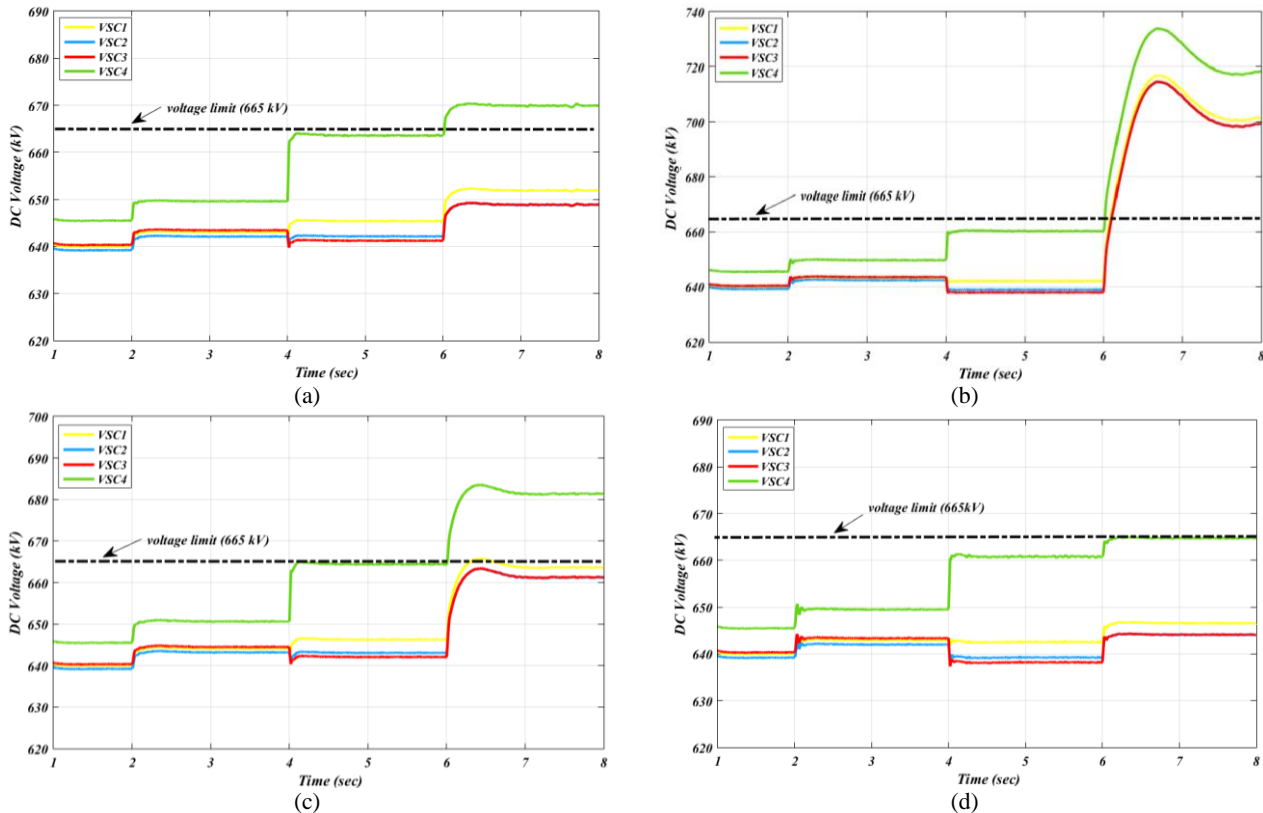 690
680
670
660
650
640
630
620
DC Voltage (kV)
VSC1
VSC2
VSC3
VSC4
voltage limit (665 kV)
1 2 3 4 5 6 7 8
Time (sec)
(a)
720
700
680
660
640
620
DC Voltage (kV)
VSC1
VSC2
VSC3
VSC4
voltage limit (665 kV)
1 2 3 4 5 6 7 8
Time (sec)
(b)
700
690
680
670
660
650
640
630
620
DC Voltage (kV)
VSC1
VSC2
VSC3
VSC4
voltage limit (665 kV)
1 2 3 4 5 6 7 8
Time (sec)
(c)
690
680
670
660
650
640
630
620
DC Voltage (kV)
VSC1
VSC2
VSC3
VSC4
voltage limit (665kV)
1 2 3 4 5 6 7 8
Time (sec)
(d)